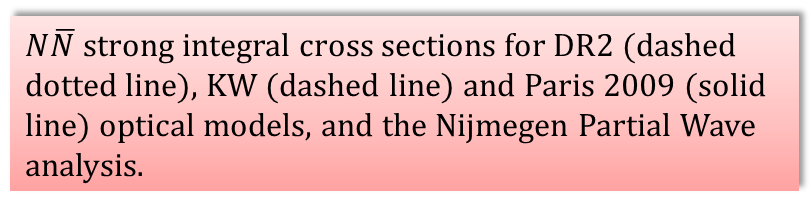 NN̅ strong integral cross sections for DR2 (dashed
dotted line), KW (dashed line) and Paris 2009 (solid
line) optical models, and the Nijmegen Partial Wave
analysis.